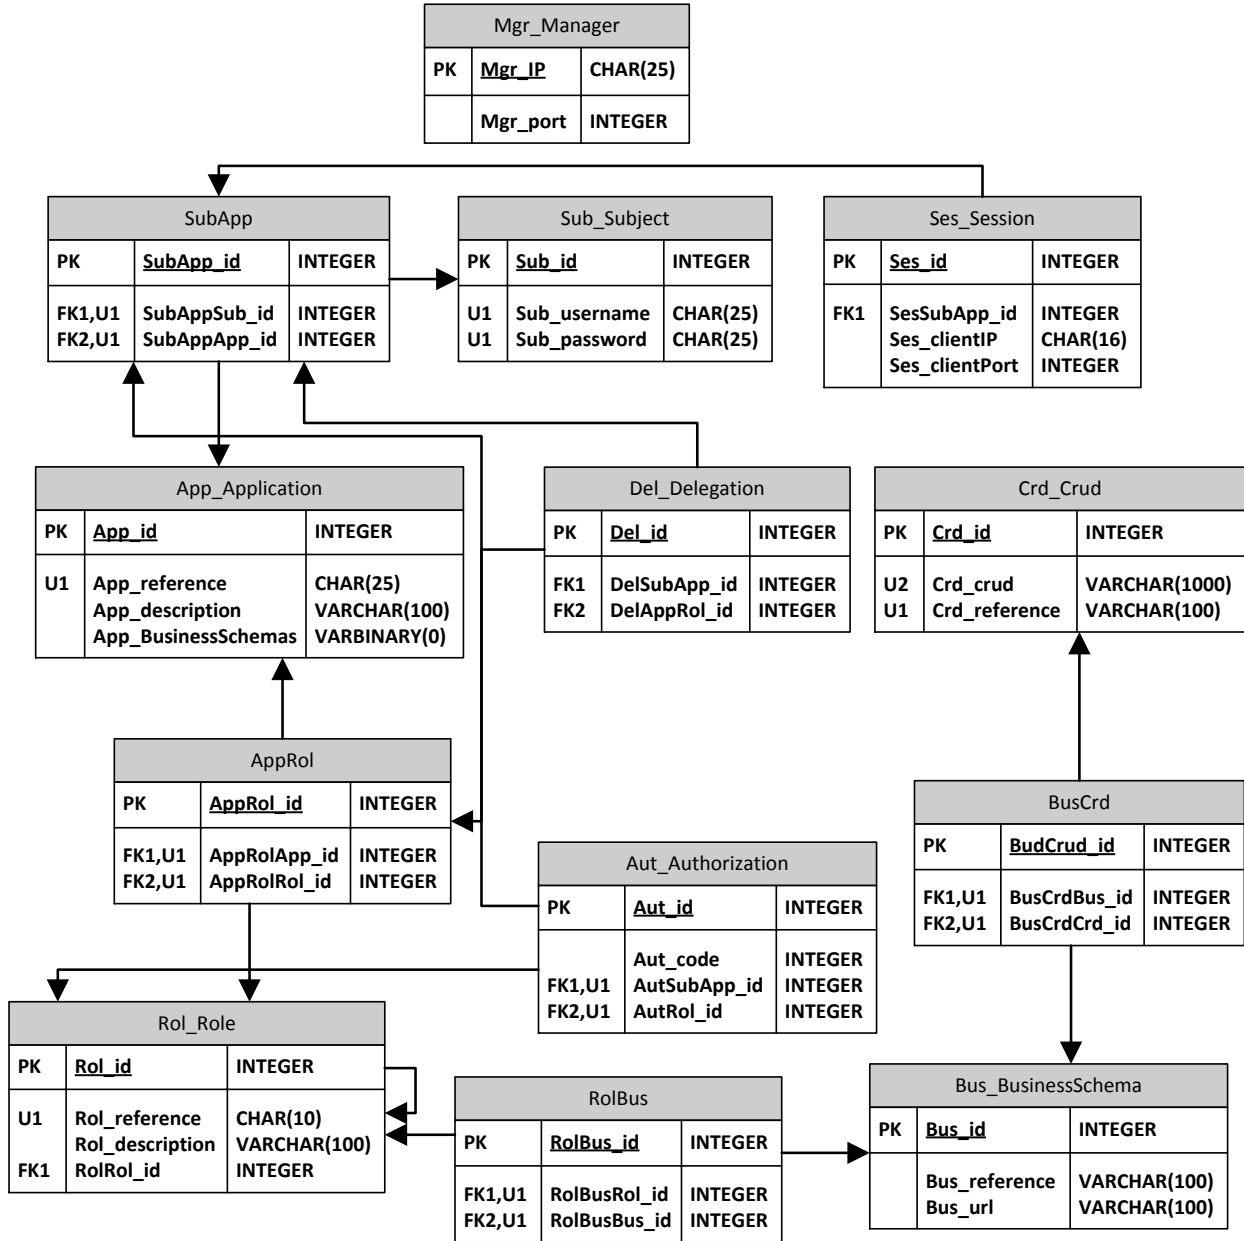 Mgr_Manager
PK Mgr_IP CHAR(25)
Mgr_port INTEGER
SubApp
PK SubApp_id INTEGER
FK1,U1 SubAppSub_id INTEGER
FK2,U1 SubAppApp_id INTEGER
Sub_Subject
PK Sub_id INTEGER
U1 Sub_username CHAR(25)
U1 Sub_password CHAR(25)
Ses_Session
PK Ses_id INTEGER
FK1 SesSubApp_id INTEGER
Ses_clientIP CHAR(16)
Ses_clientPort INTEGER
App_Application
PK App_id INTEGER
U1 App_reference CHAR(25)
App_description VARCHAR(100)
App_BusinessSchemas VARBINARY(0)
Del_Delegation
PK Del_id INTEGER
FK1 DelSubApp_id INTEGER
FK2 DelAppRol_id INTEGER
Crd_Crud
PK Crd_id INTEGER
U2 Crd_crud VARCHAR(1000)
U1 Crd_reference VARCHAR(100)
AppRol
PK AppRol_id INTEGER
FK1,U1 AppRolApp_id INTEGER
FK2,U1 AppRolRol_id INTEGER
BusCrd
PK BudCrud_id INTEGER
FK1,U1 BusCrdBus_id INTEGER
FK2,U1 BusCrdCrd_id INTEGER
Aut_Authorization
PK Aut_id INTEGER
Aut_code INTEGER
FK1,U1 AutSubApp_id INTEGER
FK2,U1 AutRol_id INTEGER
Rol_Role
PK Rol_id INTEGER
U1 Rol_reference CHAR(10)
Rol_description VARCHAR(100)
FK1 RolRol_id INTEGER
RolBus
PK RolBus_id INTEGER
FK1,U1 RolBusRol_id INTEGER
FK2,U1 RolBusBus_id INTEGER
Bus_BusinessSchema
PK Bus_id INTEGER
Bus_reference VARCHAR(100)
Bus_url VARCHAR(100)